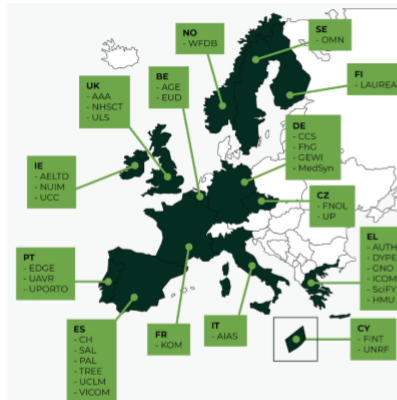 SE
- OMN
NO
- WFDB
FI
- LAUREA
BE
- AGE
- EUD
UK
- AAA
- NHSCT
- ULS
DE
- CCS
- FhG
- GEWI
- MedSyn
IE
- AELTD
- NUIM
- UCC
CZ
- FNOL
- UP
EL
- AUTH
- DYPE
- GNO
- ICOM
- SciFY
- HMU
PT
- EDGE
- UAVR
- UPORTO
ES
- CH
- SAL
- PAL
- TREE
- UCLM
- VICOM
FR
- KOM
IT
- AIAS
CY
- FINT
- UNRF